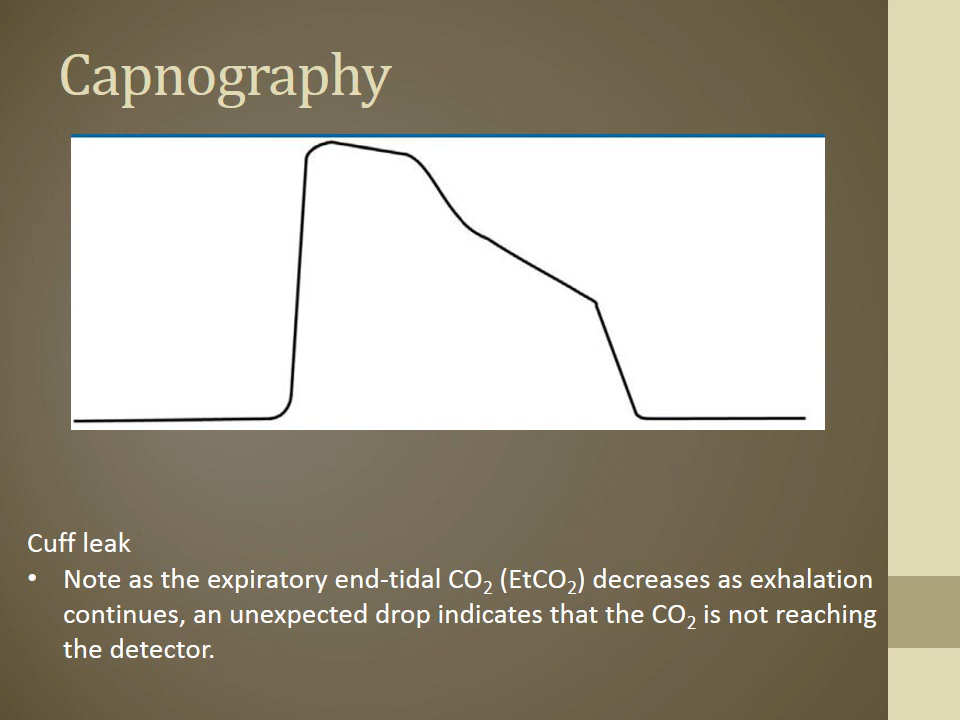 Capnography
Cuff leak
• Note as the expiratory end-tidal CO₂ (EtCO₂) decreases as exhalation
continues, an unexpected drop indicates that the CO₂ is not reaching
the detector.